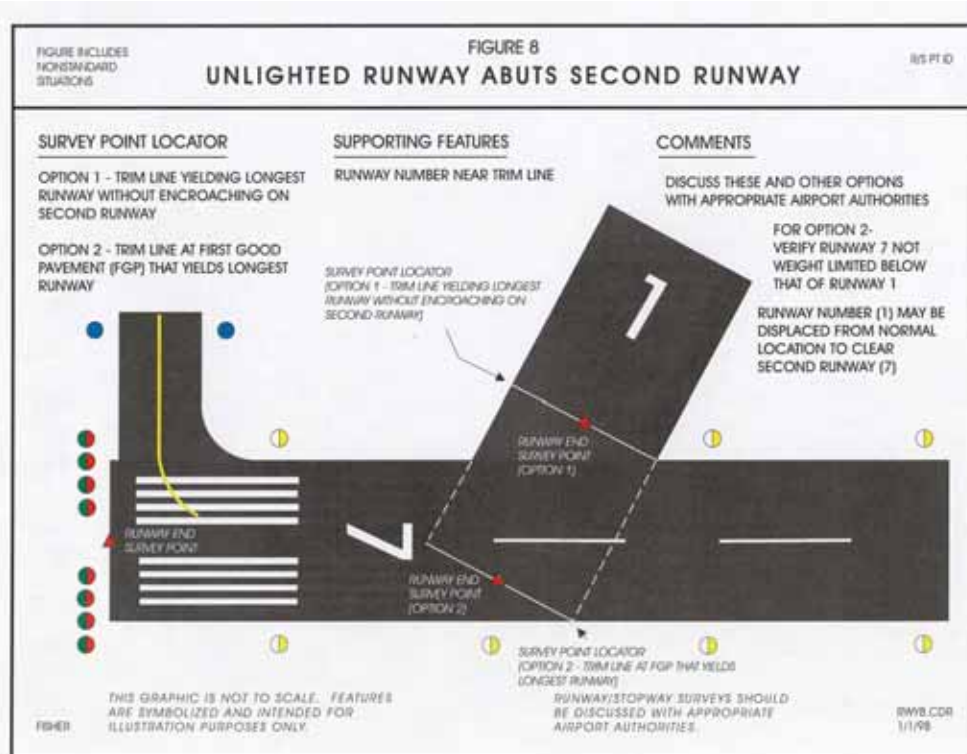 FIGURE INCLUDES
NONSTANDARD
SITUATIONS
FIGURE 8
UNLIGHTED RUNWAY ABUTS SECOND RUNWAY
R/S PT ID
SURVEY POINT LOCATOR
OPTION 1 - TRIM LINE YIELDING LONGEST
RUNWAY WITHOUT ENCROACHING ON
SECOND RUNWAY
OPTION 2 - TRIM LINE AT FIRST GOOD
PAVEMENT (FGP) THAT YIELDS LONGEST
RUNWAY
SUPPORTING FEATURES
RUNWAY NUMBER NEAR TRIM LINE
COMMENTS
DISCUSS THESE AND OTHER OPTIONS
WITH APPROPRIATE AIRPORT AUTHORITIES
FOR OPTION 2-
VERIFY RUNWAY 7 NOT
WEIGHT LIMITED BELOW
THAT OF RUNWAY 1
RUNWAY NUMBER (1) MAY BE
DISPLACED FROM NORMAL
LOCATION TO CLEAR
SECOND RUNWAY (7)
SURVEY POINT LOCATOR
(OPTION 1 - TRIM LINE YIELDING LONGEST
RUNWAY WITHOUT ENCROACHING ON
SECOND RUNWAY)
1
RUNWAY END
SURVEY POINT
(OPTION 1)
RUNWAY END
SURVEY POINT
7
RUNWAY END
SURVEY POINT
(OPTION 2)
SURVEY POINT LOCATOR
(OPTION 2 - TRIM LINE AT FGP THAT YIELDS
LONGEST RUNWAY)
THIS GRAPHIC IS NOT TO SCALE. FEATURES
ARE SYMBOLIZED AND INTENDED FOR
ILLUSTRATION PURPOSES ONLY.
RUNWAY/STOPWAY SURVEYS SHOULD
BE DISCUSSED WITH APPROPRIATE
AIRPORT AUTHORITIES.
FISHER
RWY8.CDR
1/1/98